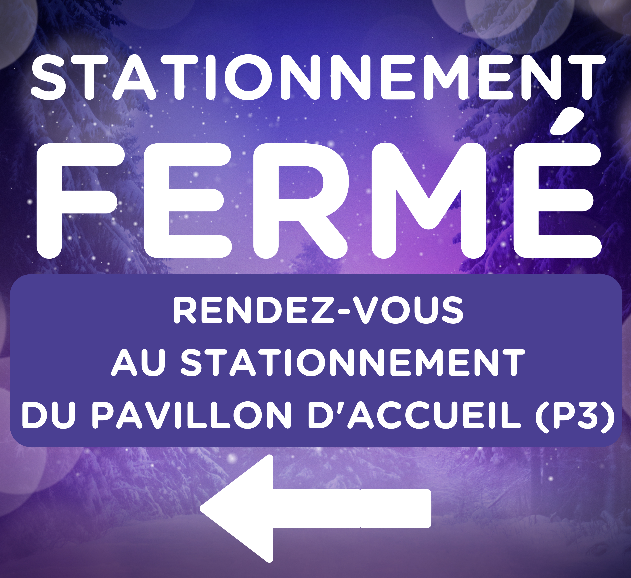 STATIONNEMENT
FERMÉ
RENDEZ-VOUS
AU STATIONNEMENT
DU PAVILLON D'ACCUEIL (P3)